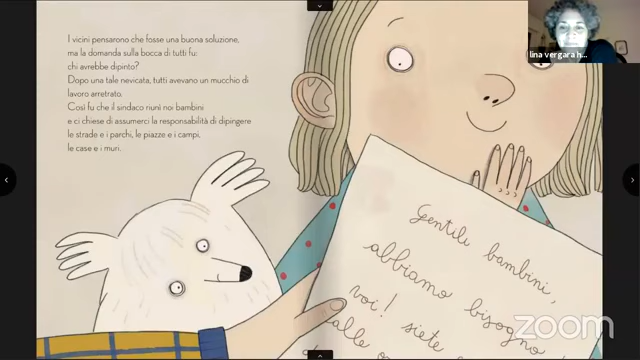 I vicini pensarono che fosse una buona soluzione,
ma la domanda sulla bocca di tutti fu:
chi avrebbe dipinto?
Dopo una tale nevicata, tutti avevano un mucchio di
lavoro arretrato.
Così fu che il sindaco riunì noi bambini
e ci chiese di assumerci la responsabilità di dipingere
le strade e i parchi, le piazze e i campi,
le case e i muri.
Gentili bambini,
abbiamo bisogno
voi! siete
alle
lina vergara h...
zoom